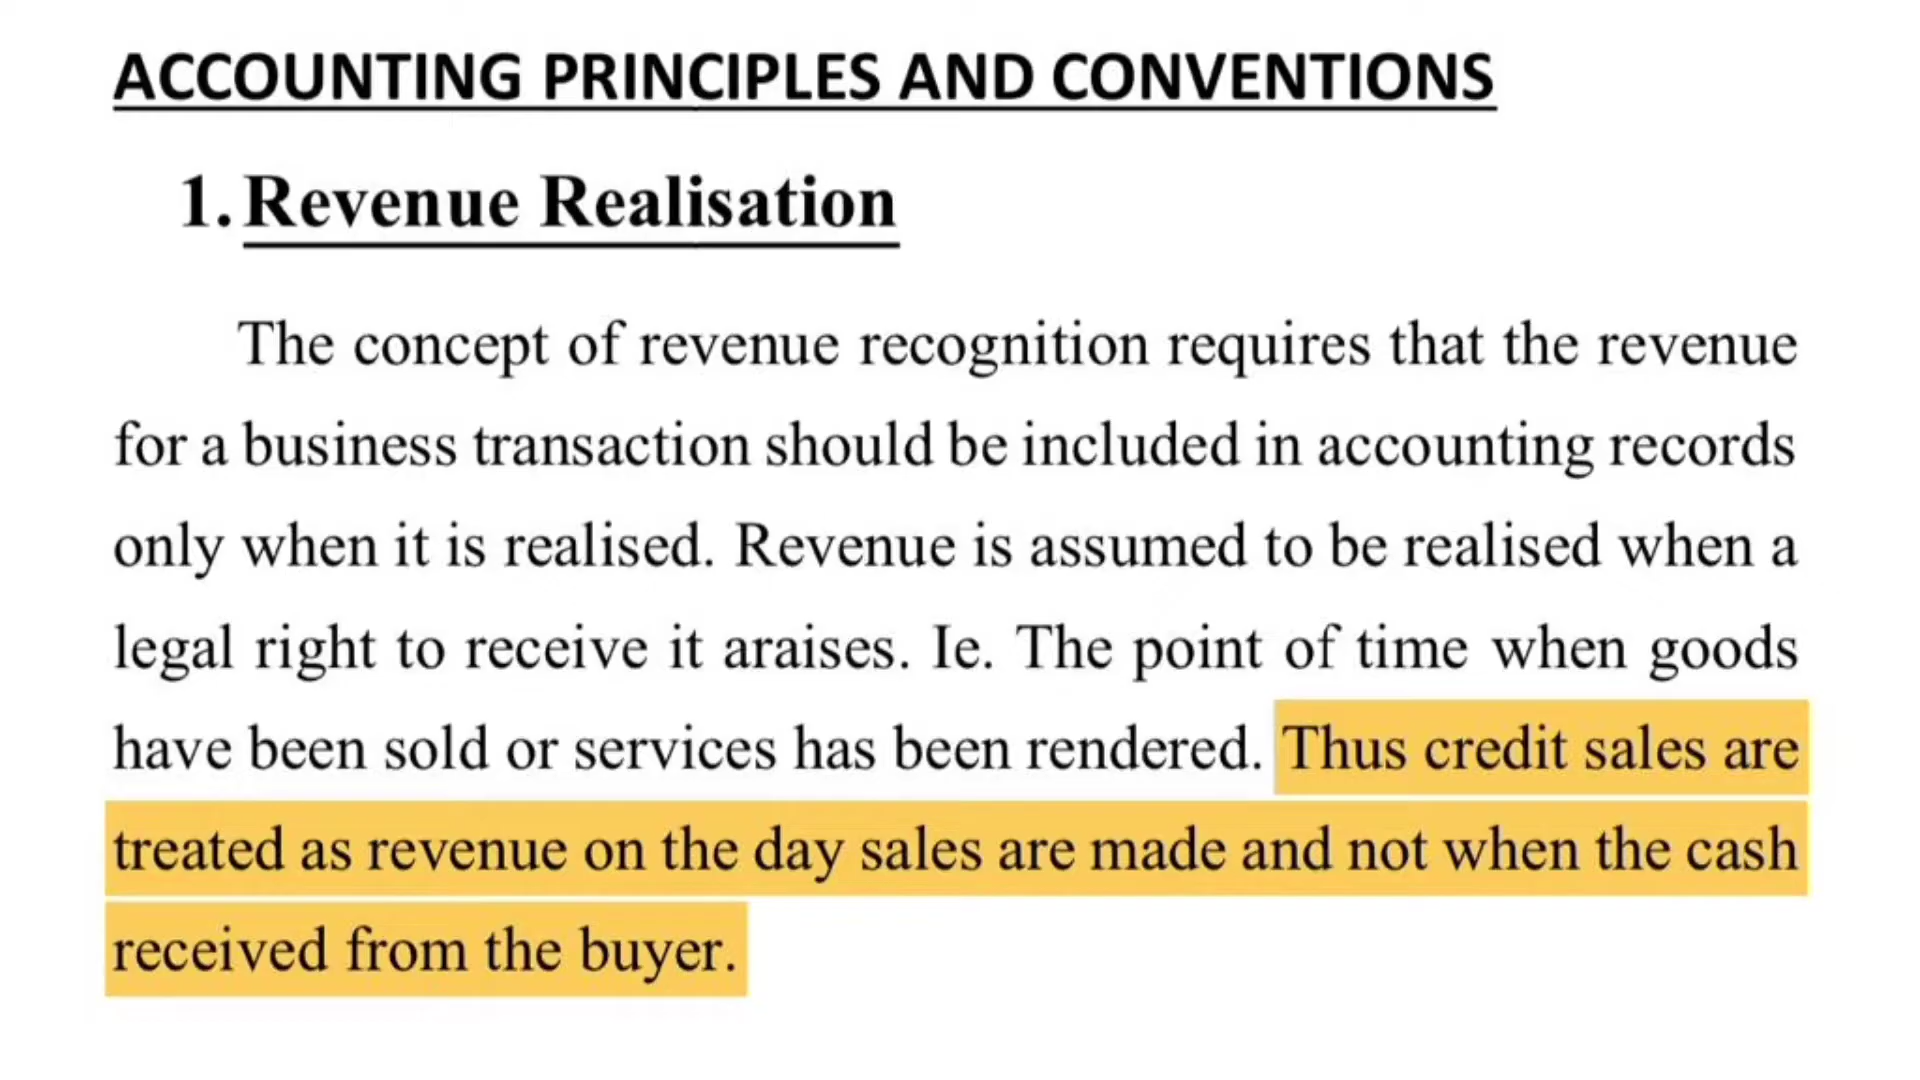 ACCOUNTING PRINCIPLES AND CONVENTIONS
1. Revenue Realisation
The concept of revenue recognition requires that the revenue
for a business transaction should be included in accounting records
only when it is realised. Revenue is assumed to be realised when a
legal right to receive it araises. Ie. The point of time when goods
have been sold or services has been rendered. Thus credit sales are
treated as revenue on the day sales are made and not when the cash
received from the buyer.